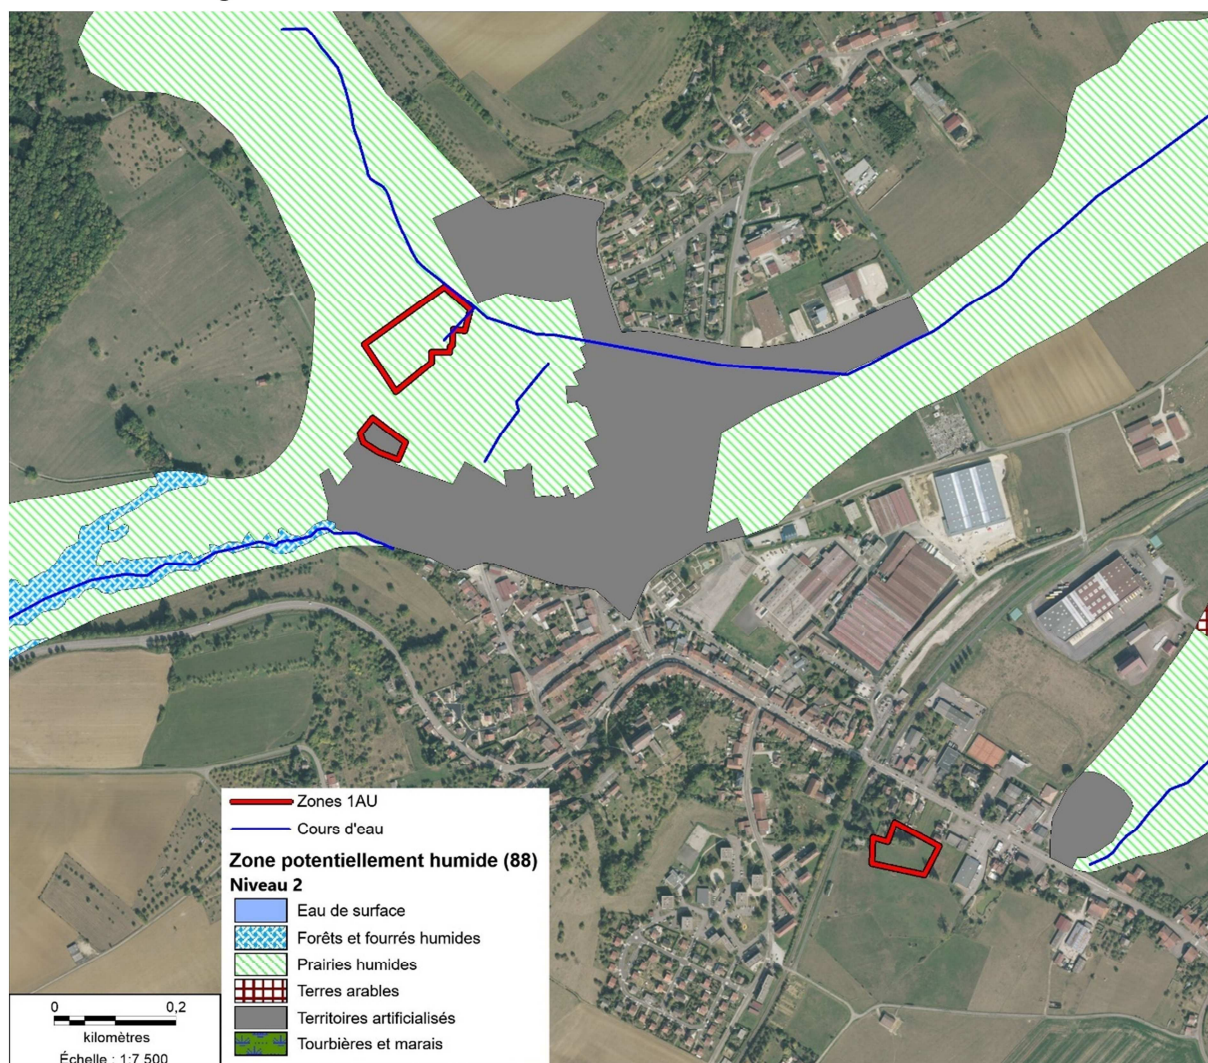 Zones 1AU
Cours d'eau
Zone potentiellement humide (88)
Niveau 2
Eau de surface
Forêts et fourrés humides
Prairies humides
Terres arables
Territoires artificialisés
Tourbières et marais
0 0,2
kilomètres
Échelle : 1:7 500